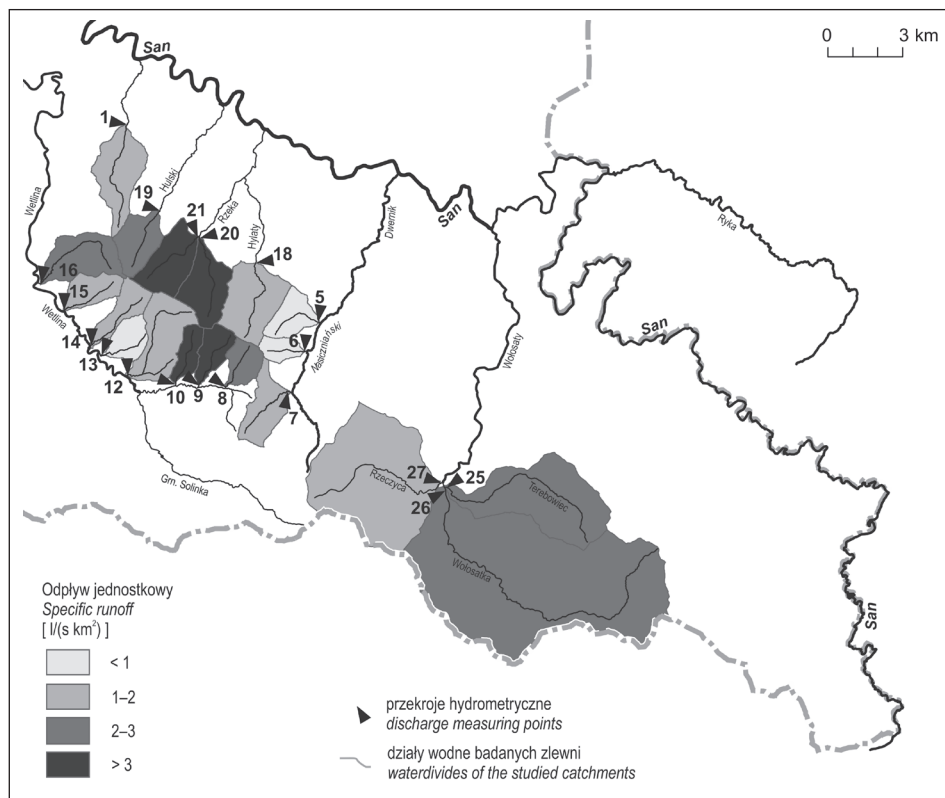 San
0 3 km
1
Wetlina
19
Hulski
21
Rzeka
20
Hylaty
18
San
Dwernik
Ryka
16
15
Wetlina
14
13
12
10
9
8
5
6
Nasiczniański
7
Wołosaty
San
27
25
26
Rzeczyca
Terebowiec
Wołosatka
Grn. Solinka
San
Odpływ jednostkowy
Specific runoff
[ l/(s km²) ]
< 1
1–2
2–3
> 3
przekroje hydrometryczne
discharge measuring points
działy wodne badanych zlewni
waterdivides of the studied catchments